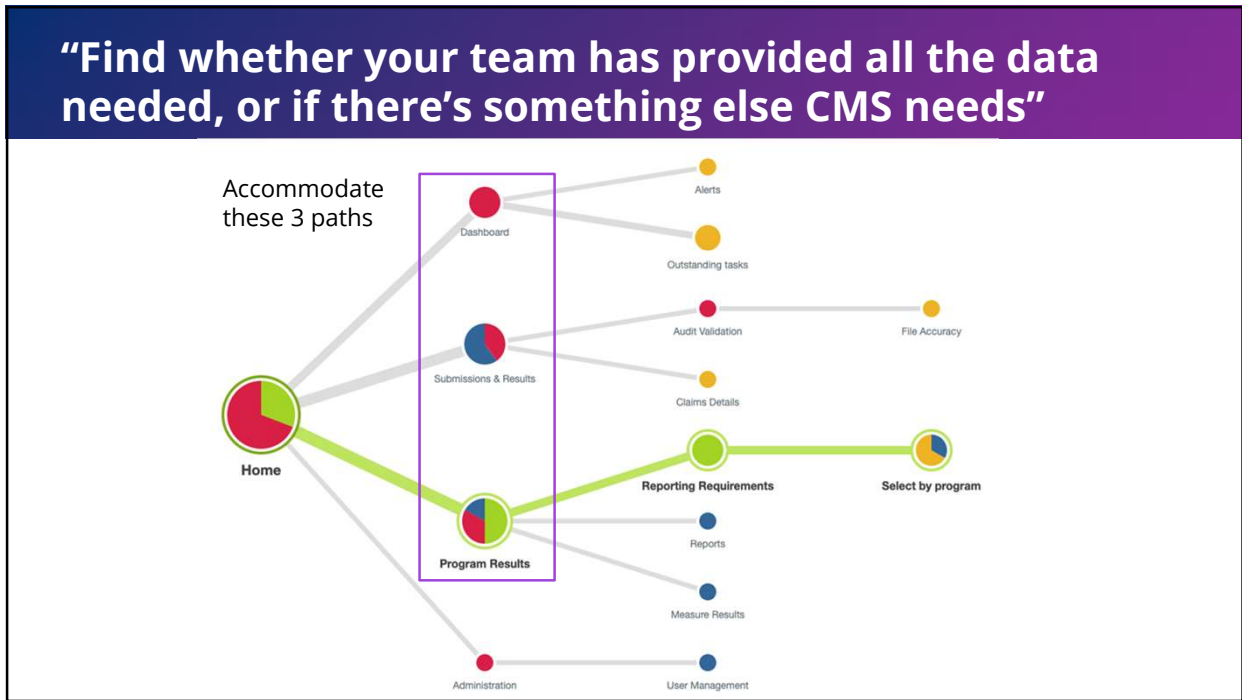 “Find whether your team has provided all the data
needed, or if there’s something else CMS needs”
Accommodate
these 3 paths
Alerts
Dashboard
Outstanding tasks
Audit Validation
File Accuracy
Submissions & Results
Claims Details
Home
Reporting Requirements
Select by program
Reports
Program Results
Measure Results
Administration
User Management